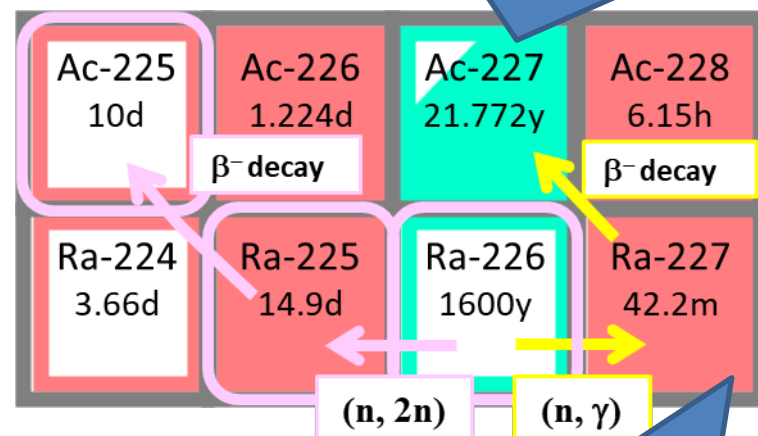 Ac-225
10d
Ac-226
1.224d
Ac-227
21.772y
Ac-228
6.15h
β⁻ decay
β⁻ decay
Ra-224
3.66d
Ra-225
14.9d
Ra-226
1600y
Ra-227
42.2m
(n, 2n)
(n, γ)